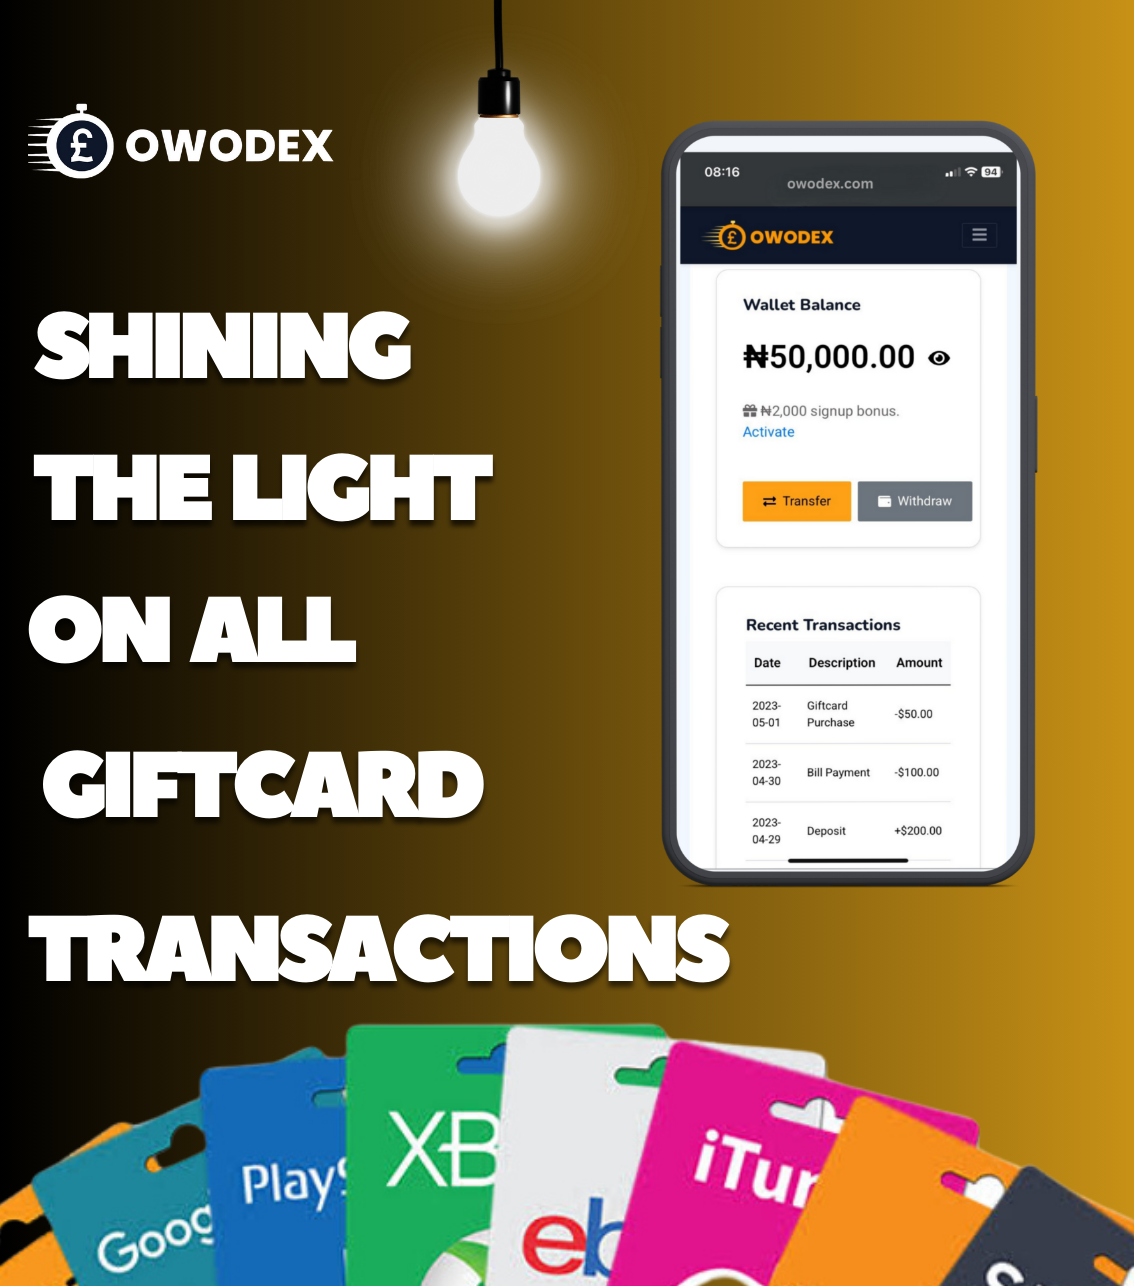 £ OWODEX
SHINING
THE LIGHT
ON ALL
GIFTCARD
TRANSACTIONS
08:16
94
owodex.com
£ OWODEX
Wallet Balance
₦50,000.00
₦2,000 signup bonus.
Activate
Transfer
Withdraw
Recent Transactions
Date Description Amount
2023-
05-01
Giftcard
Purchase
-$50.00
2023-
04-30
Bill Payment
-$100.00
2023-
04-29
Deposit
+$200.00
Goog
PlayS
XB
eb
iTun
S